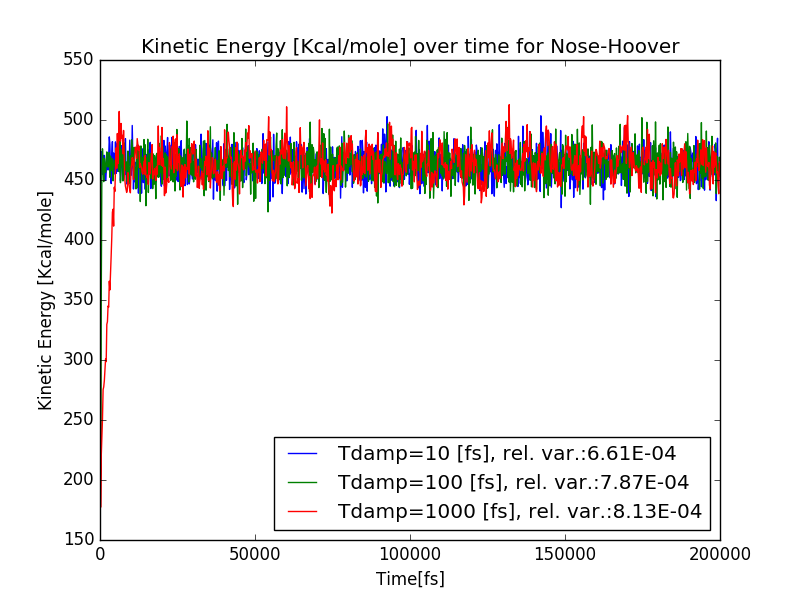 Kinetic Energy [Kcal/mole] over time for Nose-Hoover
Kinetic Energy [Kcal/mole]
550
500
450
400
350
300
250
200
150
Tdamp=10 [fs], rel. var.:6.61E-04
Tdamp=100 [fs], rel. var.:7.87E-04
Tdamp=1000 [fs], rel. var.:8.13E-04
0 50000 100000 150000 200000
Time[fs]